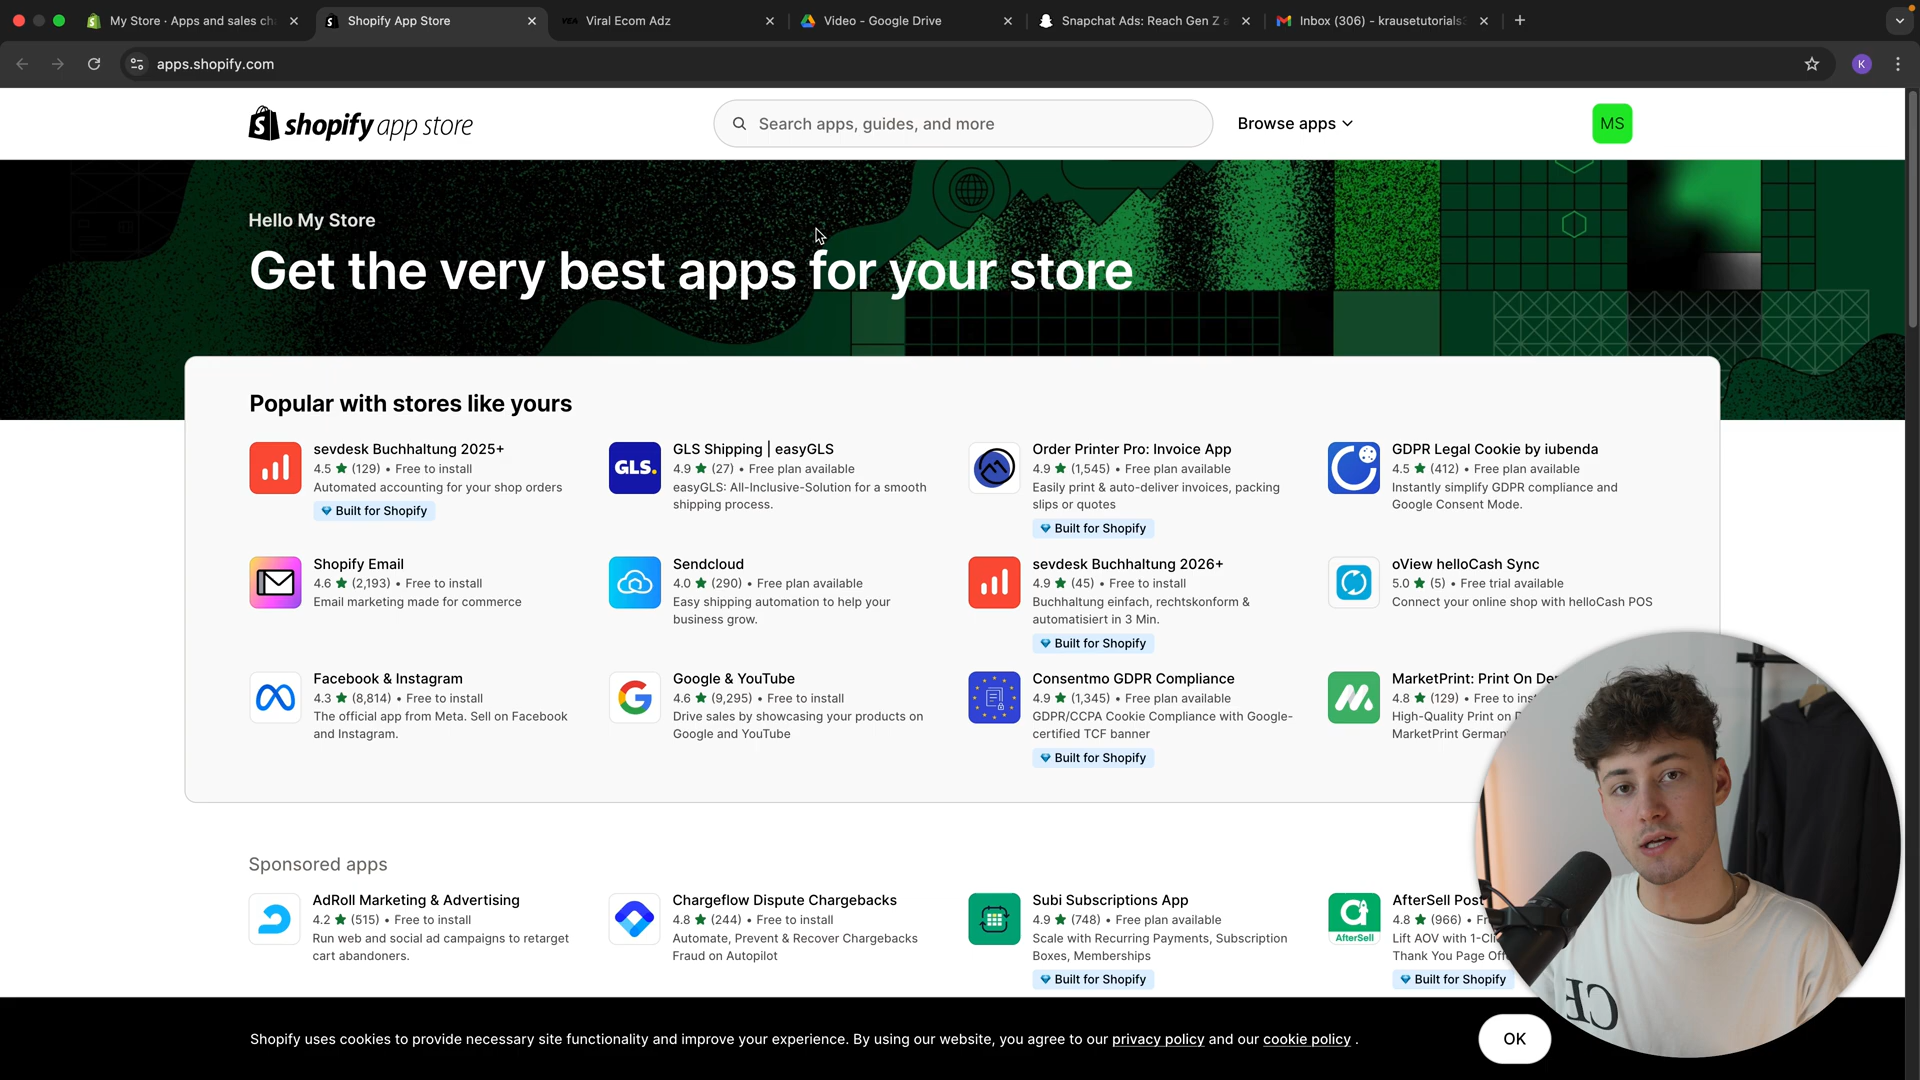 My Store · Apps and sales cha
Shopify App Store
VEA
Viral Ecom Adz
Video - Google Drive
Snapchat Ads: Reach Gen Z a
Inbox (306) - krausetutorials
apps.shopify.com
K
shopify app store
Search apps, guides, and more
Browse apps
MS
Hello My Store
Get the very best apps for your store
Popular with stores like yours
sevdesk Buchhaltung 2025+
4.5 ★ (129) • Free to install
Automated accounting for your shop orders
Built for Shopify
GLS.
GLS Shipping | easyGLS
4.9 ★ (27) • Free plan available
easyGLS: All-Inclusive-Solution for a smooth
shipping process.
Order Printer Pro: Invoice App
4.9 ★ (1,545) • Free plan available
Easily print & auto-deliver invoices, packing
slips or quotes
Built for Shopify
GDPR Legal Cookie by iubenda
4.5 ★ (412) • Free plan available
Instantly simplify GDPR compliance and
Google Consent Mode.
Shopify Email
4.6 ★ (2,193) • Free to install
Email marketing made for commerce
Sendcloud
4.0 ★ (290) • Free plan available
Easy shipping automation to help your
business grow.
sevdesk Buchhaltung 2026+
4.9 ★ (45) • Free to install
Buchhaltung einfach, rechtskonform &
automatisiert in 3 Min.
Built for Shopify
oView helloCash Sync
5.0 ★ (5) • Free trial available
Connect your online shop with helloCash POS
Facebook & Instagram
4.3 ★ (8,814) • Free to install
The official app from Meta. Sell on Facebook
and Instagram.
Google & YouTube
4.6 ★ (9,295) • Free to install
Drive sales by showcasing your products on
Google and YouTube
Consentmo GDPR Compliance
4.9 ★ (1,345) • Free plan available
GDPR/CCPA Cookie Compliance with Google-
certified TCF banner
Built for Shopify
MarketPrint: Print On De
4.8 ★ (129) • Free to inst
High-Quality Print on D
MarketPrint German
Sponsored apps
AdRoll Marketing & Advertising
4.2 ★ (515) • Free to install
Run web and social ad campaigns to retarget
cart abandoners.
Chargeflow Dispute Chargebacks
4.8 ★ (244) • Free to install
Automate, Prevent & Recover Chargebacks
Fraud on Autopilot
Subi Subscriptions App
4.9 ★ (748) • Free plan available
Scale with Recurring Payments, Subscription
Boxes, Memberships
Built for Shopify
AfterSell
AfterSell Post
4.8 ★ (966) • Fr
Lift AOV with 1-Cl
Thank You Page Off
Built for Shopify
Shopify uses cookies to provide necessary site functionality and improve your experience. By using our website, you agree to our privacy policy and our cookie policy .
OK